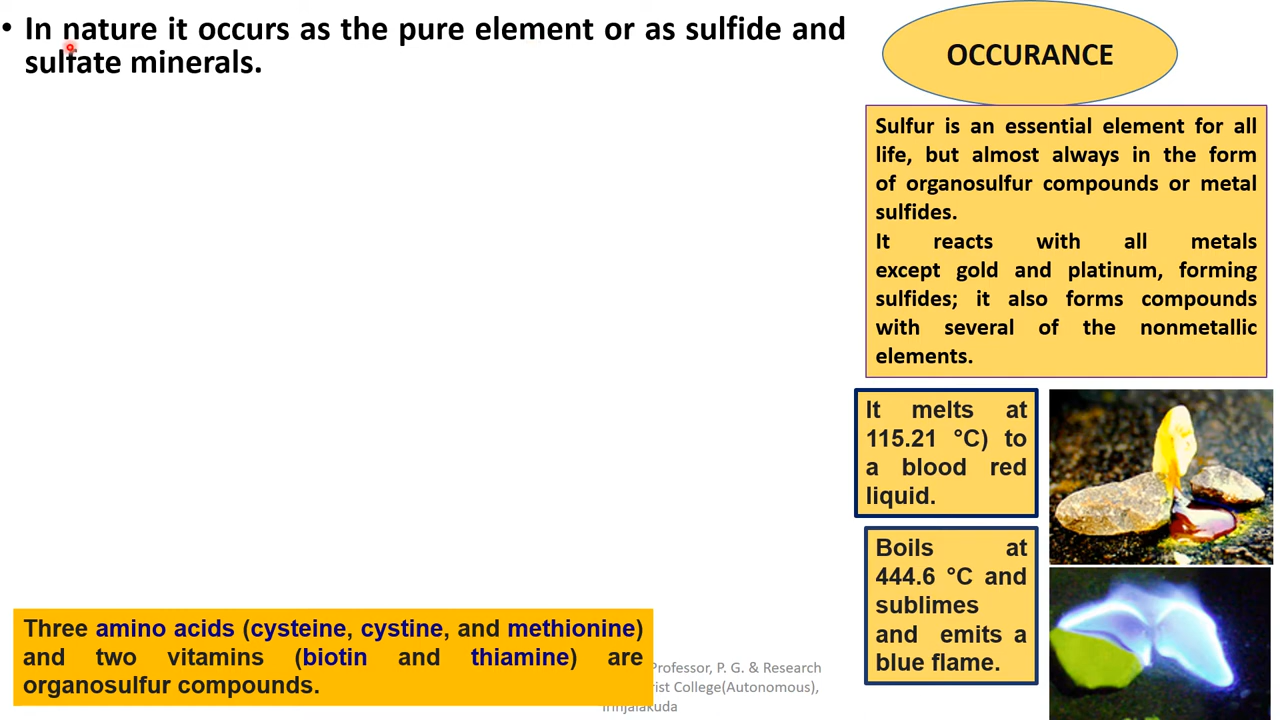 • In nature it occurs as the pure element or as sulfide and
sulfate minerals.
OCCURANCE
Sulfur is an essential element for all
life, but almost always in the form
of organosulfur compounds or metal
sulfides.
It reacts with all metals
except gold and platinum, forming
sulfides; it also forms compounds
with several of the nonmetallic
elements.
It melts at
115.21 °C) to
a blood red
liquid.
Boils at
444.6 °C and
sublimes
and emits a
blue flame.
Three amino acids (cysteine, cystine, and methionine)
and two vitamins (biotin and thiamine) are
organosulfur compounds.
Professor, P. G. & Research
College(Autonomous),
Irinjalakuda